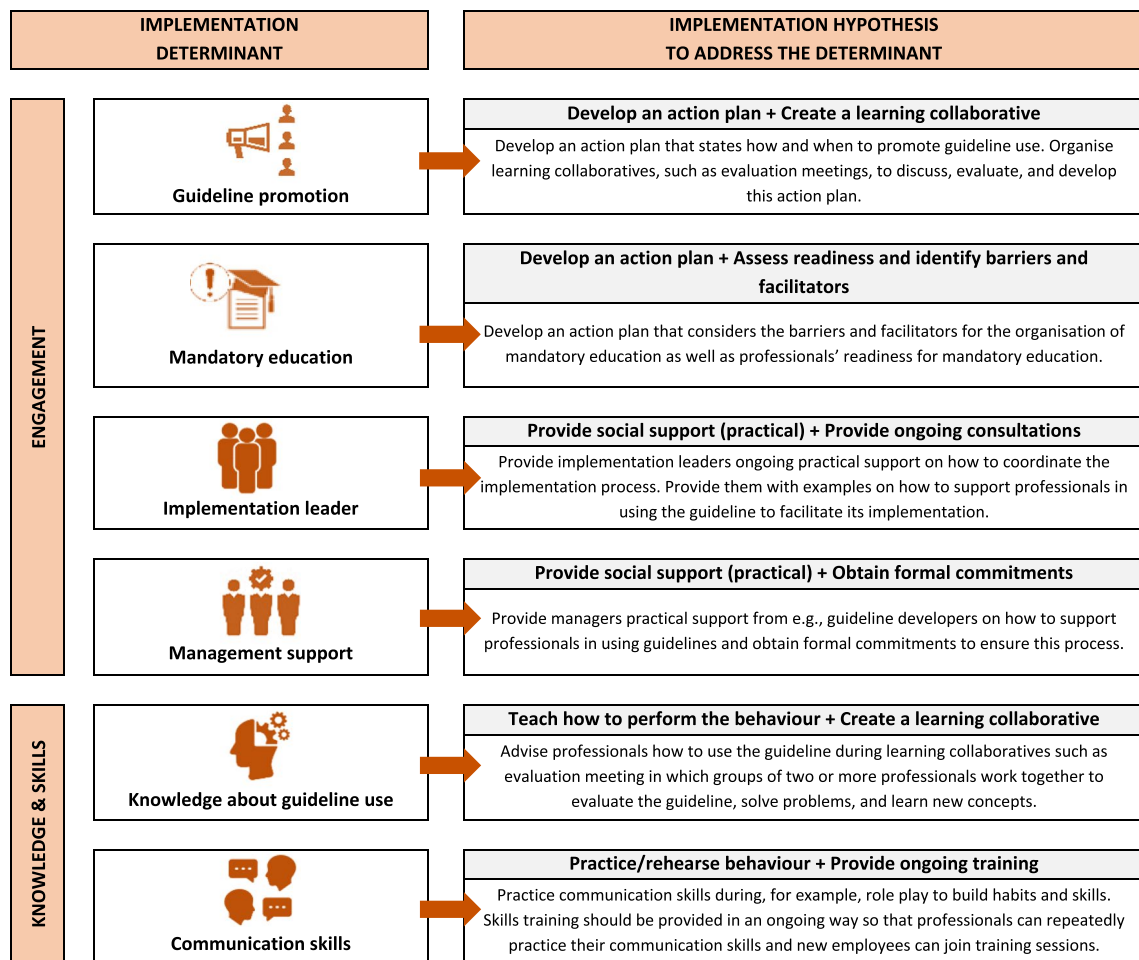 IMPLEMENTATION
DETERMINANT
IMPLEMENTATION HYPOTHESIS
TO ADDRESS THE DETERMINANT
ENGAGEMENT
Guideline promotion
Develop an action plan + Create a learning collaborative
Develop an action plan that states how and when to promote guideline use. Organise
learning collaboratives, such as evaluation meetings, to discuss, evaluate, and develop
this action plan.
Mandatory education
Develop an action plan + Assess readiness and identify barriers and
facilitators
Develop an action plan that considers the barriers and facilitators for the organisation of
mandatory education as well as professionals’ readiness for mandatory education.
Implementation leader
Provide social support (practical) + Provide ongoing consultations
Provide implementation leaders ongoing practical support on how to coordinate the
implementation process. Provide them with examples on how to support professionals in
using the guideline to facilitate its implementation.
Management support
Provide social support (practical) + Obtain formal commitments
Provide managers practical support from e.g., guideline developers on how to support
professionals in using guidelines and obtain formal commitments to ensure this process.
KNOWLEDGE & SKILLS
Knowledge about guideline use
Teach how to perform the behaviour + Create a learning collaborative
Advise professionals how to use the guideline during learning collaboratives such as
evaluation meeting in which groups of two or more professionals work together to
evaluate the guideline, solve problems, and learn new concepts.
Communication skills
Practice/rehearse behaviour + Provide ongoing training
Practice communication skills during, for example, role play to build habits and skills.
Skills training should be provided in an ongoing way so that professionals can repeatedly
practice their communication skills and new employees can join training sessions.